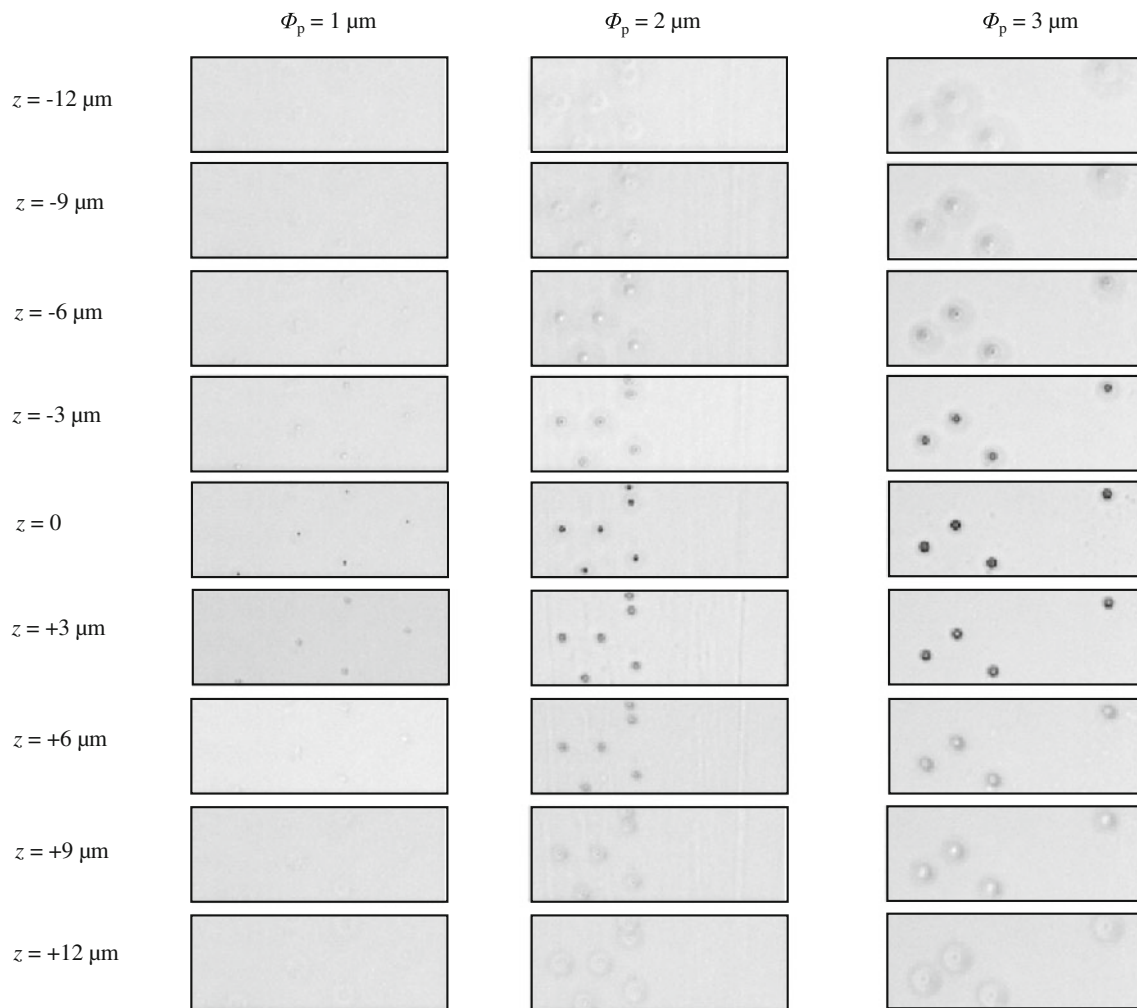 Φp = 1 µm Φp = 2 µm Φp = 3 µm
z = -12 µm
z = -9 µm
z = -6 µm
z = -3 µm
z = 0
z = +3 µm
z = +6 µm
z = +9 µm
z = +12 µm